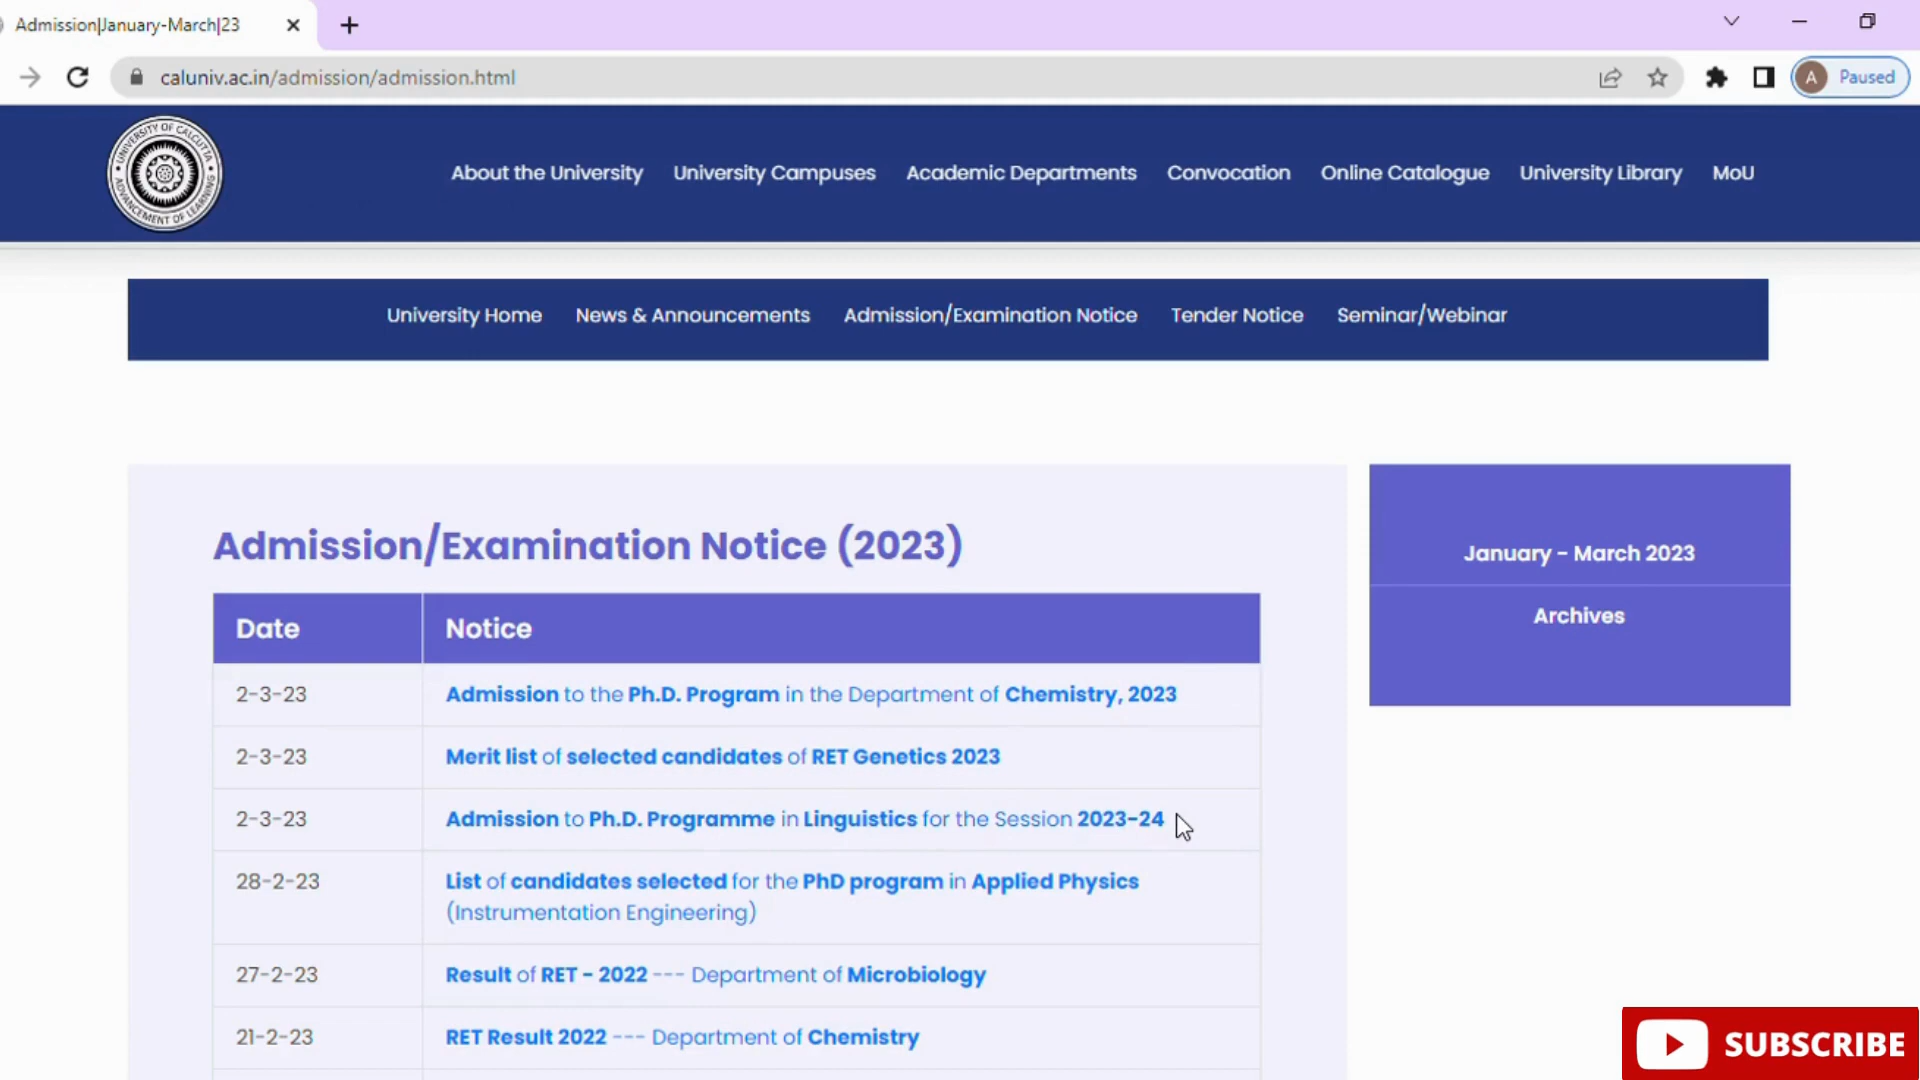 Admission|January-March|23
caluniv.ac.in/admission/admission.html
A Paused
UNIVERSITY OF CALCUTTA
ADVANCEMENT OF LEARNING
About the University University Campuses Academic Departments Convocation Online Catalogue University Library MoU
University Home News & Announcements Admission/Examination Notice Tender Notice Seminar/Webinar
Admission/Examination Notice (2023)
January - March 2023
Archives
Date Notice
2-3-23 Admission to the Ph.D. Program in the Department of Chemistry, 2023
2-3-23 Merit list of selected candidates of RET Genetics 2023
2-3-23 Admission to Ph.D. Programme in Linguistics for the Session 2023-24
28-2-23 List of candidates selected for the PhD program in Applied Physics
(Instrumentation Engineering)
27-2-23 Result of RET - 2022 --- Department of Microbiology
21-2-23 RET Result 2022 --- Department of Chemistry
SUBSCRIBE